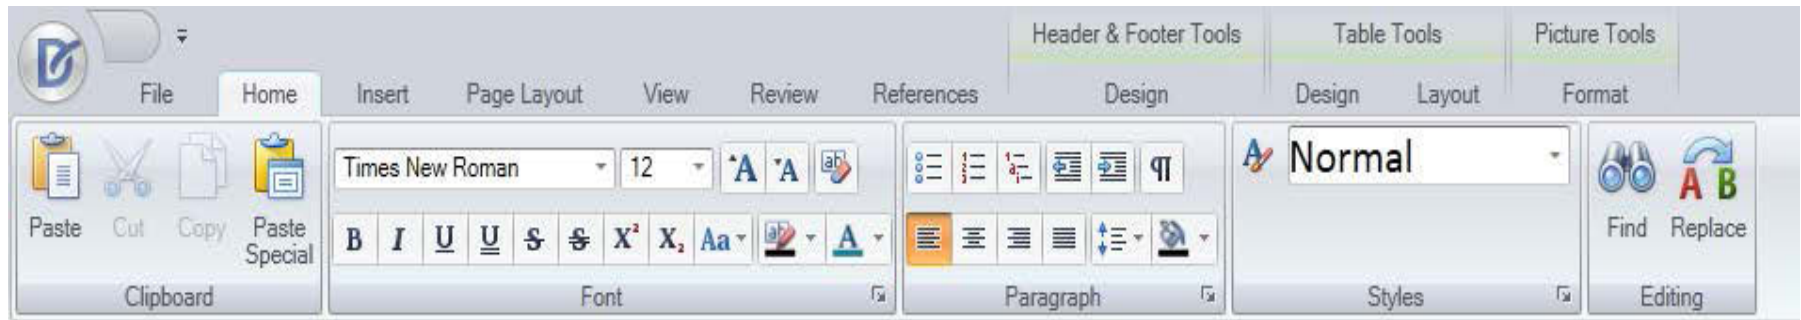 Header & Footer Tools Table Tools Picture Tools
File Home Insert Page Layout View Review References Design Design Layout Format
Times New Roman 12 Normal
Paste Cut Copy Paste Special Find Replace
Clipboard Font Paragraph Styles Editing